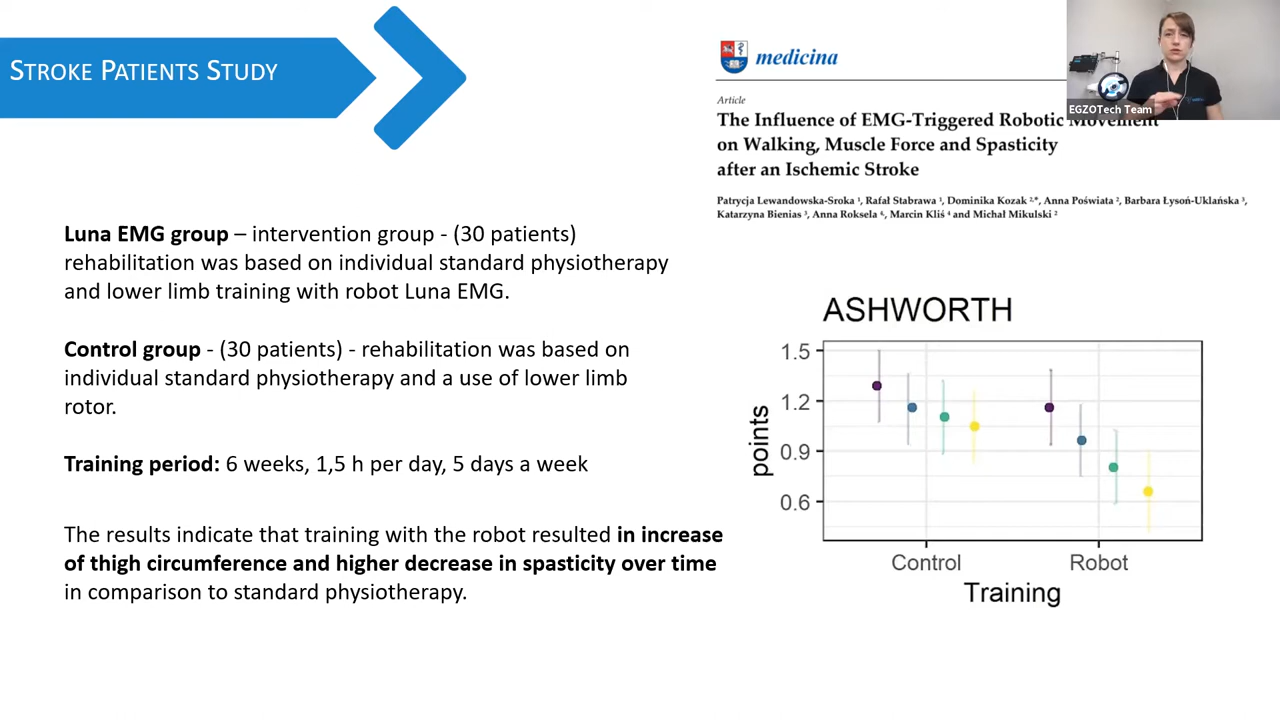 STROKE PATIENTS STUDY
medicina
Article
The Influence of EMG-Triggered Robotic Movement
on Walking, Muscle Force and Spasticity
after an Ischemic Stroke
Patrycja Lewandowska-Sroka ¹, Rafał Stabrawa ¹, Dominika Kozak ²,*, Anna Poświata ², Barbara Łysoń-Uklańska ³,
Katarzyna Bienias ³, Anna Roksela ⁴, Marcin Kliś ⁴ and Michał Mikulski ²
EGZOTech Team
Luna EMG group – intervention group - (30 patients)
rehabilitation was based on individual standard physiotherapy
and lower limb training with robot Luna EMG.
Control group - (30 patients) - rehabilitation was based on
individual standard physiotherapy and a use of lower limb
rotor.
Training period: 6 weeks, 1,5 h per day, 5 days a week
The results indicate that training with the robot resulted in increase
of thigh circumference and higher decrease in spasticity over time
in comparison to standard physiotherapy.
ASHWORTH
points
1.5
1.2
0.9
0.6
Control Robot
Training